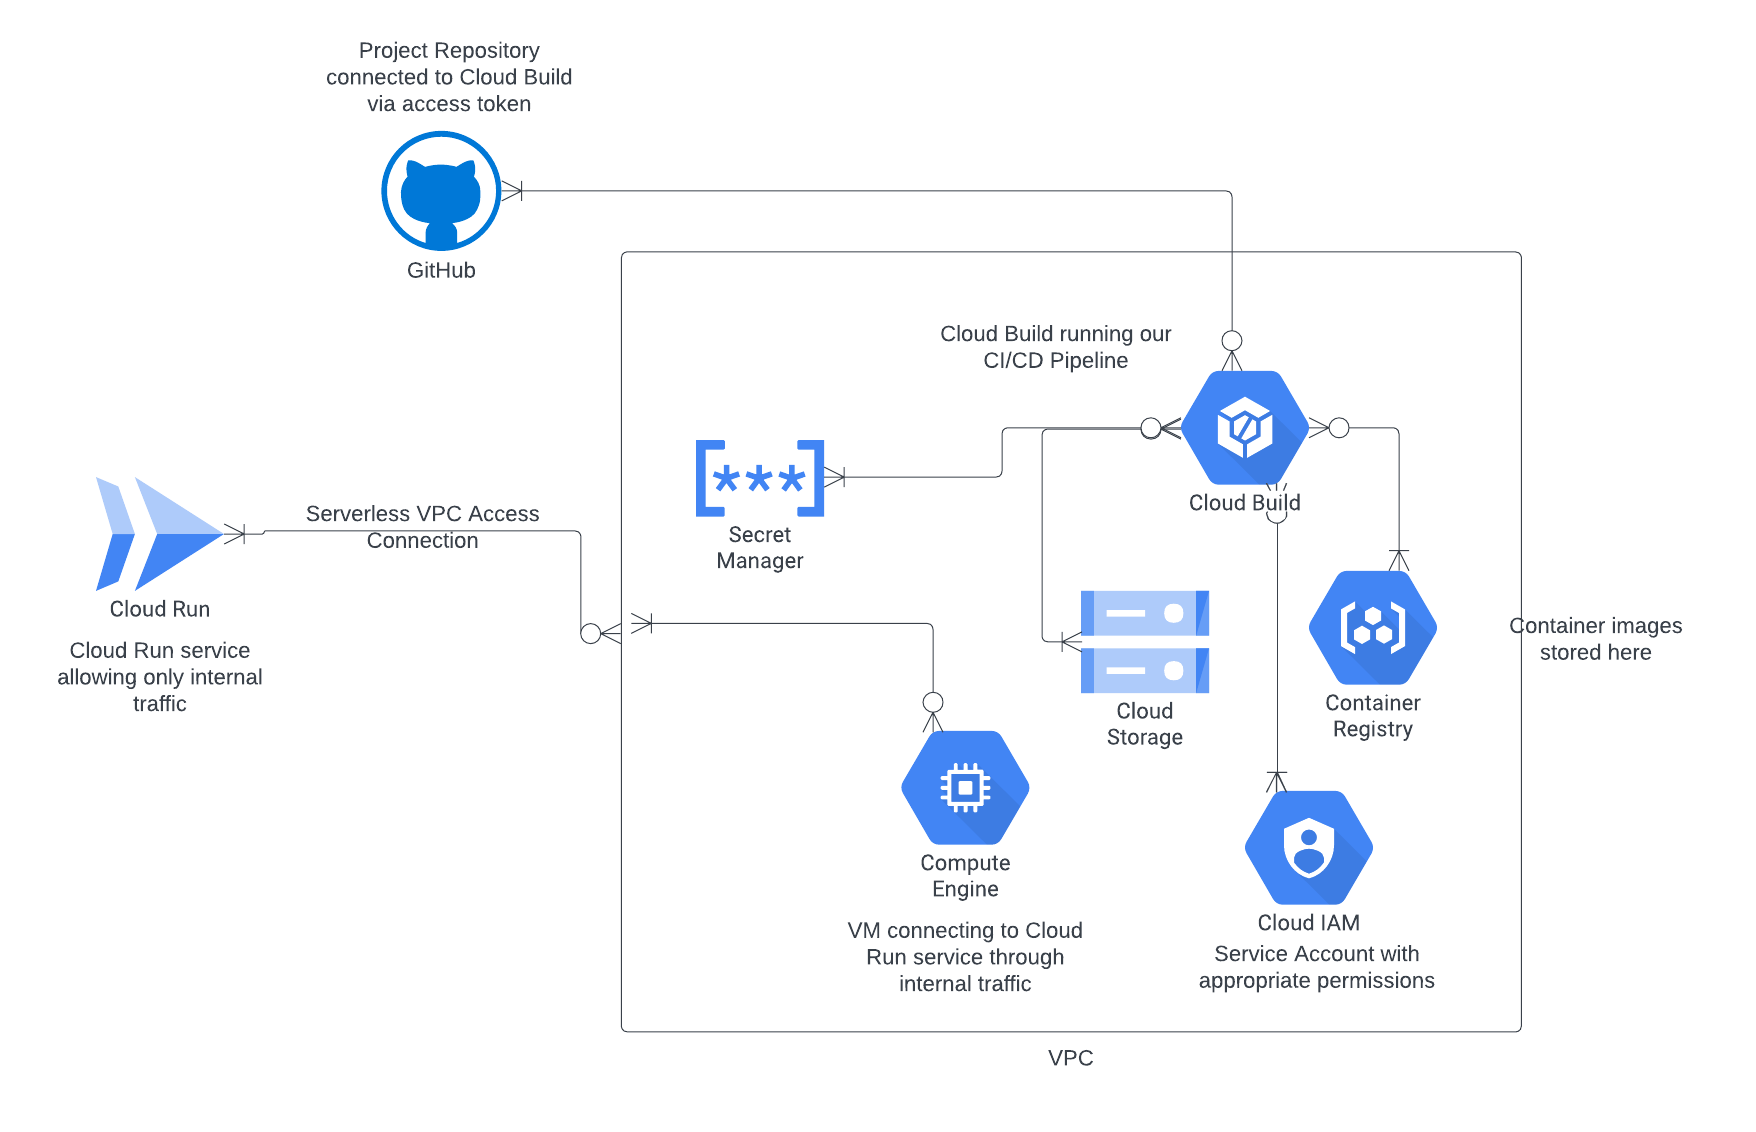 Project Repository
connected to Cloud Build
via access token
GitHub
Cloud Build running our
CI/CD Pipeline
Cloud Build
Secret
Manager
Serverless VPC Access
Connection
Cloud Run
Cloud Run service
allowing only internal
traffic
Cloud
Storage
Container
Registry
Container images
stored here
Compute
Engine
VM connecting to Cloud
Run service through
internal traffic
Cloud IAM
Service Account with
appropriate permissions
VPC